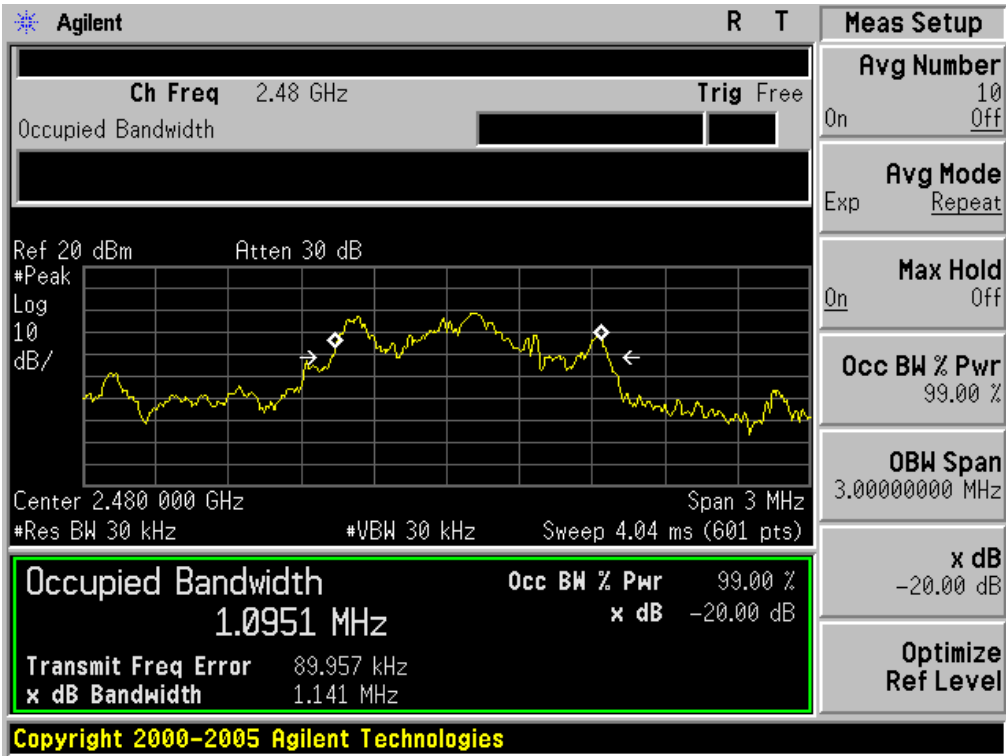 Agilent R T
Ch Freq 2.48 GHz Trig Free
Occupied Bandwidth
Ref 20 dBm Atten 30 dB
#Peak
Log
10
dB/
Center 2.480 000 GHz Span 3 MHz
#Res BW 30 kHz #VBW 30 kHz Sweep 4.04 ms (601 pts)
Occupied Bandwidth Occ BW % Pwr 99.00 %
1.0951 MHz x dB -20.00 dB
Transmit Freq Error 89.957 kHz
x dB Bandwidth 1.141 MHz
Copyright 2000-2005 Agilent Technologies
Meas Setup
Avg Number
10
On Off
Avg Mode
Exp Repeat
Max Hold
On Off
Occ BW % Pwr
99.00 %
OBW Span
3.00000000 MHz
x dB
-20.00 dB
Optimize
Ref Level